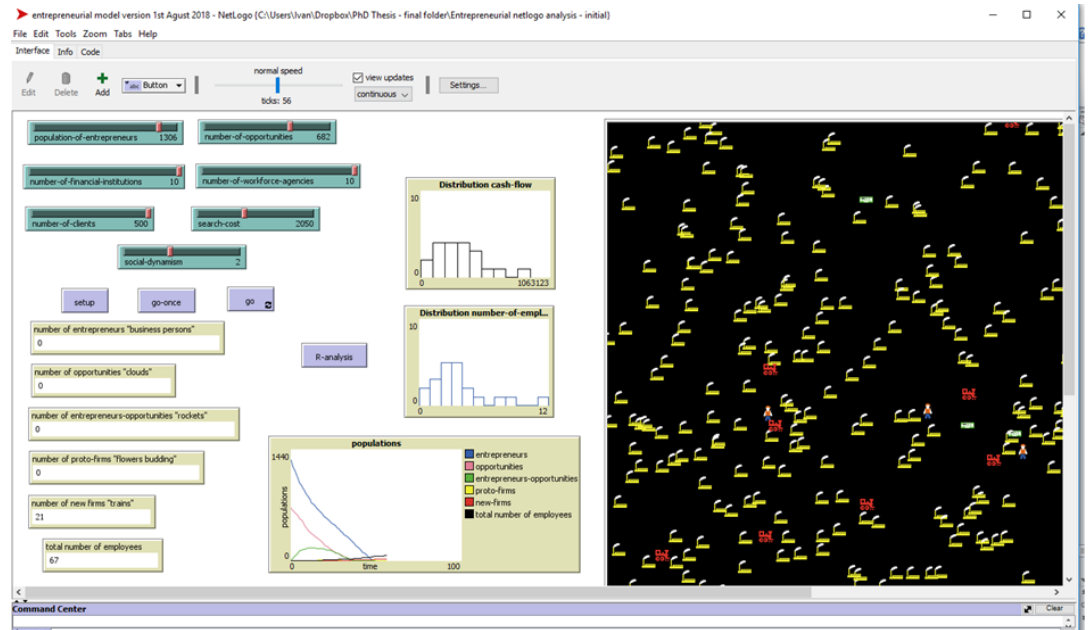 entrepreneurial model version 1st Agust 2018 - NetLogo {C:\Users\Ivan\Dropbox\PhD Thesis - final folder\Entrepreneurial netlogo analysis - initial}
File Edit Tools Zoom Tabs Help
Interface Info Code
Edit Delete Add abc Button normal speed ticks: 56 view updates continuous Settings...
population-of-entrepreneurs 1306
number-of-opportunities 682
number-of-financial-institutions 10
number-of-workforce-agencies 10
number-of-clients 500
search-cost 2050
social-dynamism 2
setup go-once go
number of entrepreneurs "business persons"
0
number of opportunities "clouds"
0
number of entrepreneurs-opportunities "rockets"
0
number of proto-firms "flowers budding"
0
number of new firms "trains"
21
total number of employees
67
R-analysis
Distribution cash-flow
10
0
0 1063123
Distribution number-of-empl...
10
0
0 12
populations
1440
populations
0
0 time 100
entrepreneurs
opportunities
entrepreneurs-opportunities
proto-firms
new-firms
total number of employees
Command Center
Clear